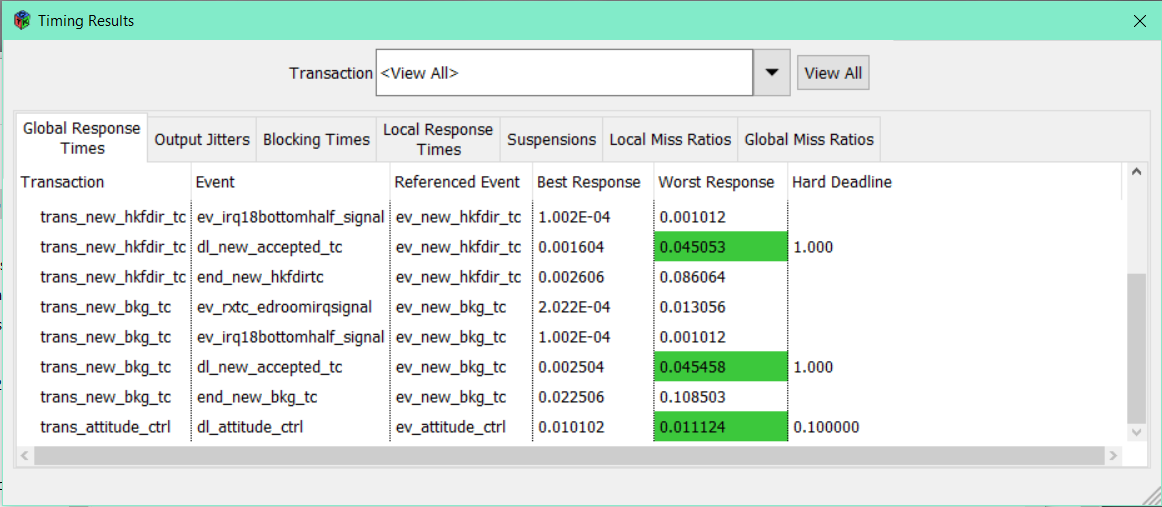 Timing Results
Transaction <View All> View All
Global Response Times Output Jitters Blocking Times Local Response Times Suspensions Local Miss Ratios Global Miss Ratios
Transaction Event Referenced Event Best Response Worst Response Hard Deadline
trans_new_hkfdir_tc ev_irq18bottomhalf_signal ev_new_hkfdir_tc 1.002E-04 0.001012
trans_new_hkfdir_tc dl_new_accepted_tc ev_new_hkfdir_tc 0.001604 0.045053 1.000
trans_new_hkfdir_tc end_new_hkfdirtc ev_new_hkfdir_tc 0.002606 0.086064
trans_new_bkg_tc ev_rxtc_edroomirqsignal ev_new_bkg_tc 2.022E-04 0.013056
trans_new_bkg_tc ev_irq18bottomhalf_signal ev_new_bkg_tc 1.002E-04 0.001012
trans_new_bkg_tc dl_new_accepted_tc ev_new_bkg_tc 0.002504 0.045458 1.000
trans_new_bkg_tc end_new_bkg_tc ev_new_bkg_tc 0.022506 0.108503
trans_attitude_ctrl dl_attitude_ctrl ev_attitude_ctrl 0.010102 0.011124 0.100000